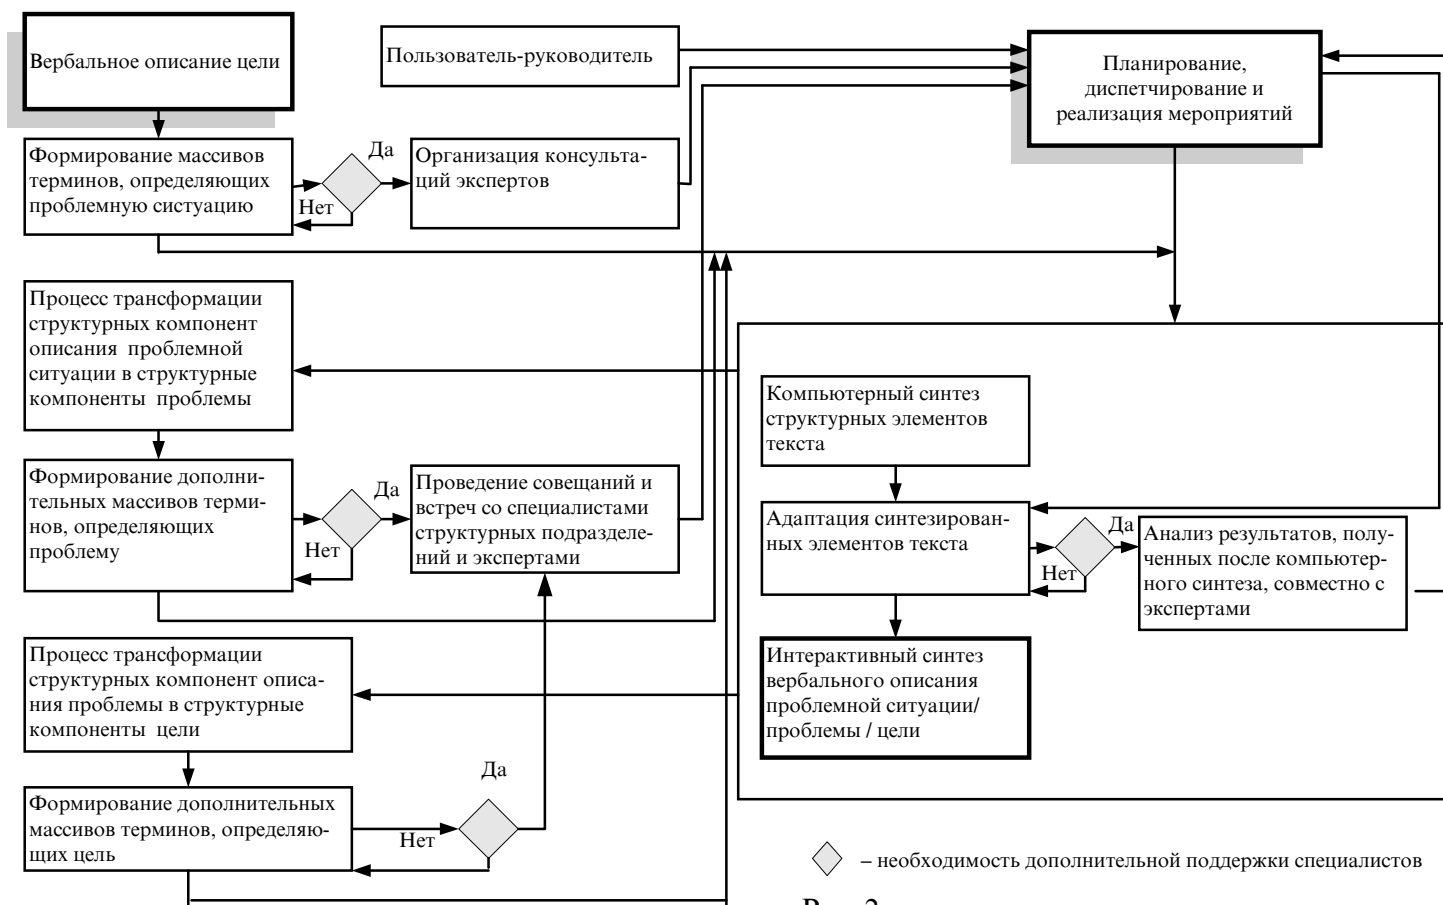 Вербальное описание цели
Пользователь-руководитель
Планирование,
диспетчирование и
реализация мероприятий
Формирование массивов
терминов, определяющих
проблемную систуацию
Да
Нет
Организация консульта-
ций экспертов
Процесс трансформации
структурных компонент
описания проблемной
ситуации в структурные
компоненты проблемы
Компьютерный синтез
структурных элементов
текста
Формирование дополни-
тельных массивов терми-
нов, определяющих
проблему
Да
Нет
Проведение совещаний и
встреч со специалистами
структурных подразделе-
ний и экспертами
Адаптация синтезирован-
ных элементов текста
Да
Нет
Анализ результатов, полу-
ченных после компьютер-
ного синтеза, совместно с
экспертами
Процесс трансформации
структурных компонент описа-
ния проблемы в структурные
компоненты цели
Интерактивный синтез
вербального описания
проблемной ситуации/
проблемы / цели
Да
Нет
Формирование дополнительных
массивов терминов, определяю-
щих цель
– необходимость дополнительной поддержки специалистов